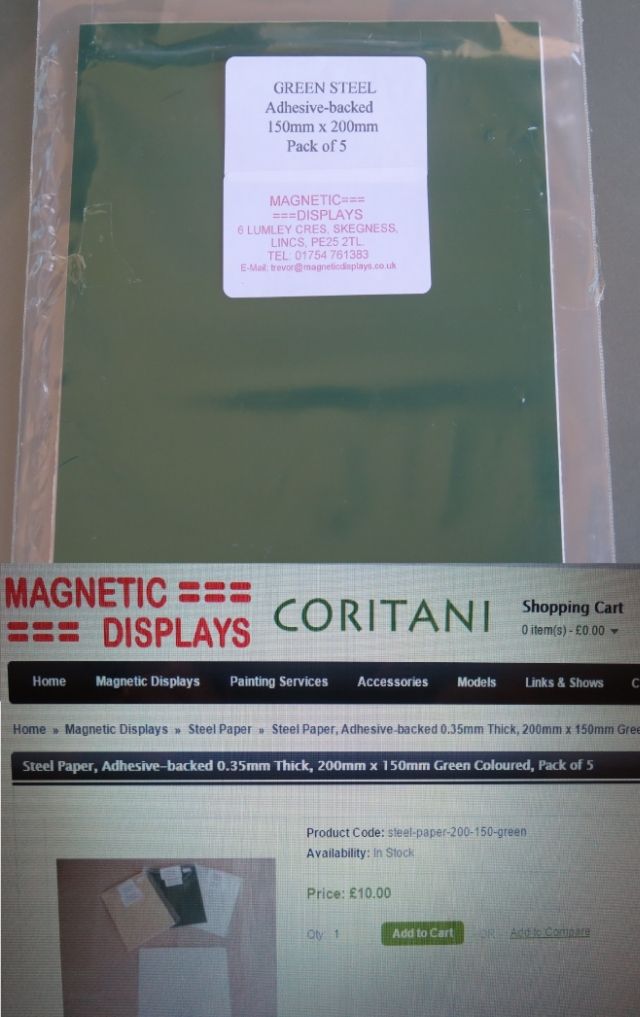 GREEN STEEL
Adhesive-backed
150mm x 200mm
Pack of 5
MAGNETIC===
===DISPLAYS
6 LUMLEY CRES, SKEGNESS,
LINCS, PE25 2TL.
TEL: 01754 761383
E-Mail: trevor@magneticdisplays.co.uk
MAGNETIC ===
=== DISPLAYS
CORITANI
Shopping Cart
0 item(s) - £0.00
Home Magnetic Displays Painting Services Accessories Models Links & Shows C
Home » Magnetic Displays » Steel Paper » Steel Paper, Adhesive-backed 0.35mm Thick, 200mm x 150mm Gree
Steel Paper, Adhesive-backed 0.35mm Thick, 200mm x 150mm Green Coloured, Pack of 5
Product Code: steel-paper-200-150-green
Availability: In Stock
Price: £10.00
Qty: 1 Add to Cart - OR - Add to Compare